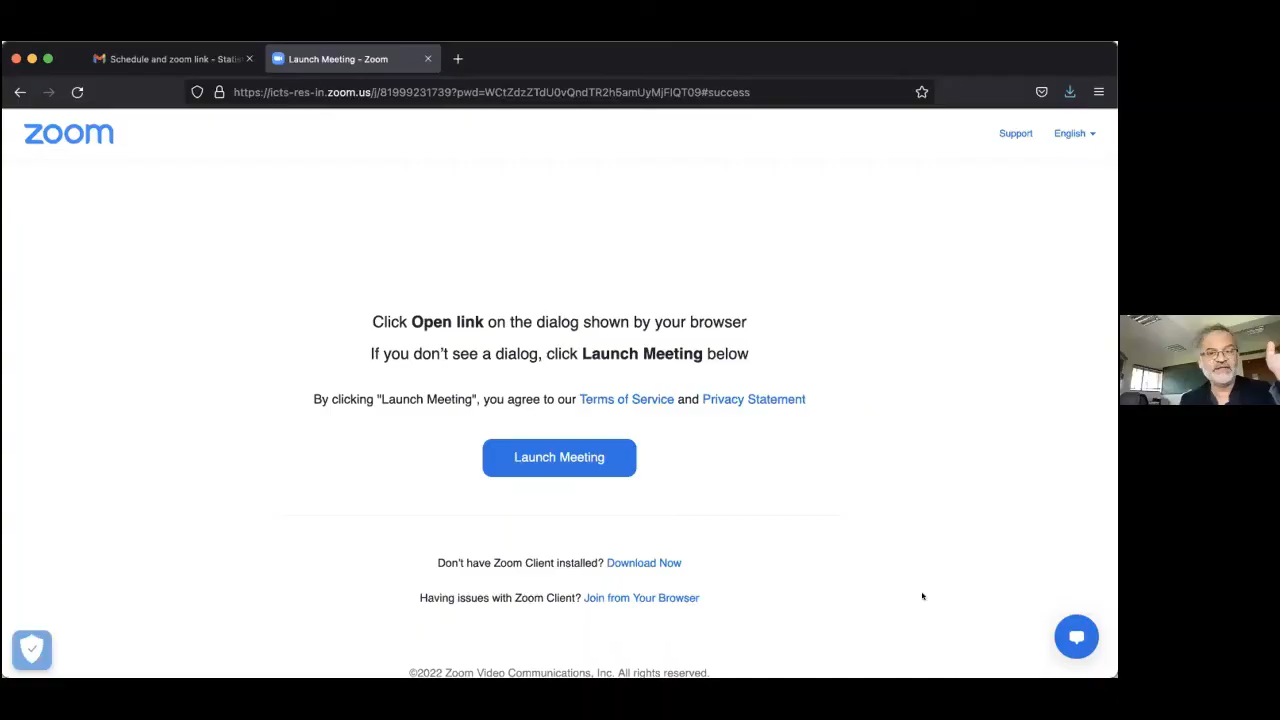 Schedule and zoom link - Statis
Launch Meeting - Zoom
https://icts-res-in.zoom.us/j/81999231739?pwd=WCtZdzZTdU0vQndTR2h5amUyMjFIQT09#success
zoom
Support
English
Click Open link on the dialog shown by your browser
If you don't see a dialog, click Launch Meeting below
By clicking "Launch Meeting", you agree to our Terms of Service and Privacy Statement
Launch Meeting
Don't have Zoom Client installed? Download Now
Having issues with Zoom Client? Join from Your Browser
©2022 Zoom Video Communications, Inc. All rights reserved.